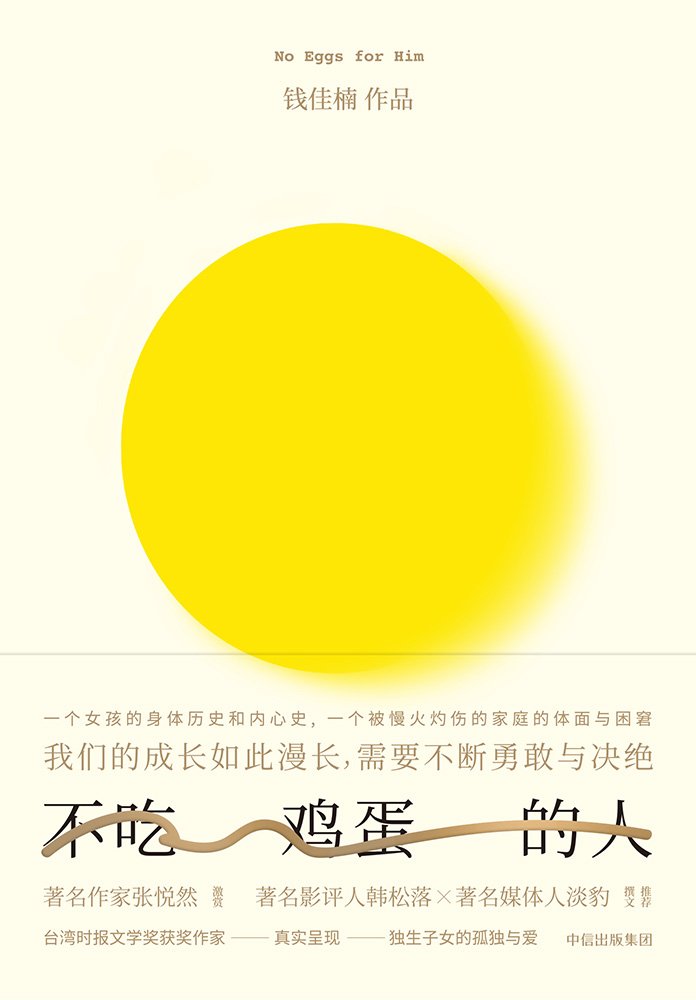 No Eggs for Him
钱佳楠 作品
一个女孩的身体历史和内心史，一个被慢火灼伤的家庭的体面与困窘
我们的成长如此漫长，需要不断勇敢与决绝
不吃 鸡蛋 的人
著名作家张悦然 激赏 著名影评人韩松落×著名媒体人淡豹 撰文推荐
台湾时报文学奖获奖作家——真实呈现——独生子女的孤独与爱 中信出版集团